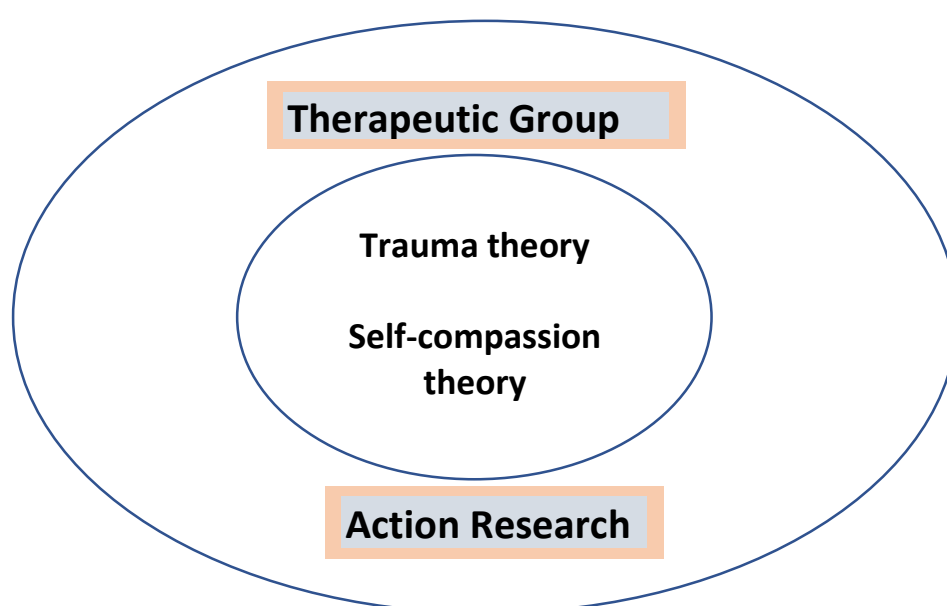 Therapeutic Group
Trauma theory
Self-compassion
theory
Action Research